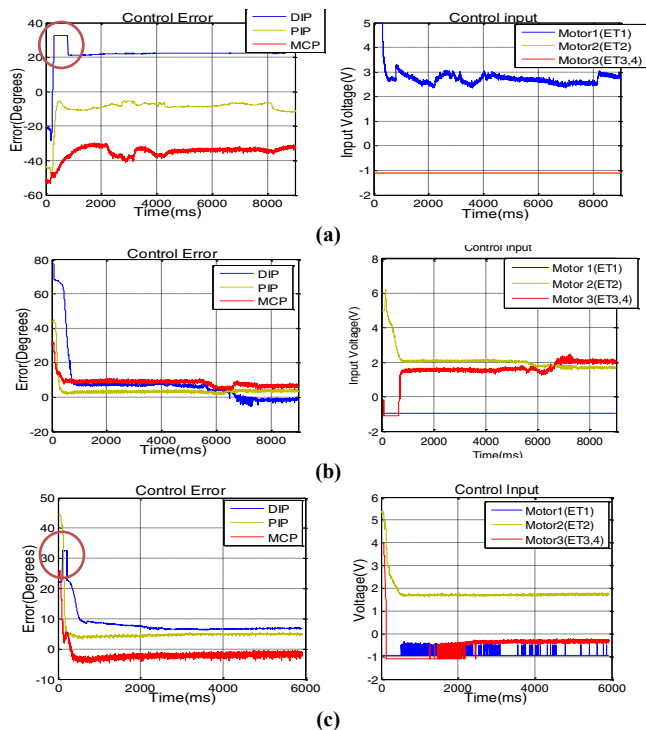 Control Error
DIP
PIP
MCP
Error(Degrees)
40
20
0
-20
-40
-60
0
2000
4000
6000
8000
Time(ms)
Control input
Motor1(ET1)
Motor2(ET2)
Motor3(ET3,4)
Input Voltage(V)
5
4
3
2
1
0
-1
-2
0
2000
4000
6000
8000
Time(ms)
(a)
Control Error
DIP
PIP
MCP
Error(Degrees)
80
60
40
20
0
-20
0
2000
4000
6000
8000
Time(ms)
Control input
Motor 1(ET1)
Motor 2(ET2)
Motor 3(ET3,4)
Input Voltage(V)
8
6
4
2
0
-2
0
2000
4000
6000
8000
Time(ms)
(b)
Control Error
DIP
PIP
MCP
Error(Degrees)
50
40
30
20
10
0
-10
0
2000
4000
6000
Time(ms)
Control Input
Motor1(ET1)
Motor2(ET2)
Motor3(ET3,4)
Voltage(V)
6
5
4
3
2
1
0
-1
-2
0
2000
4000
6000
Time(ms)
(c)